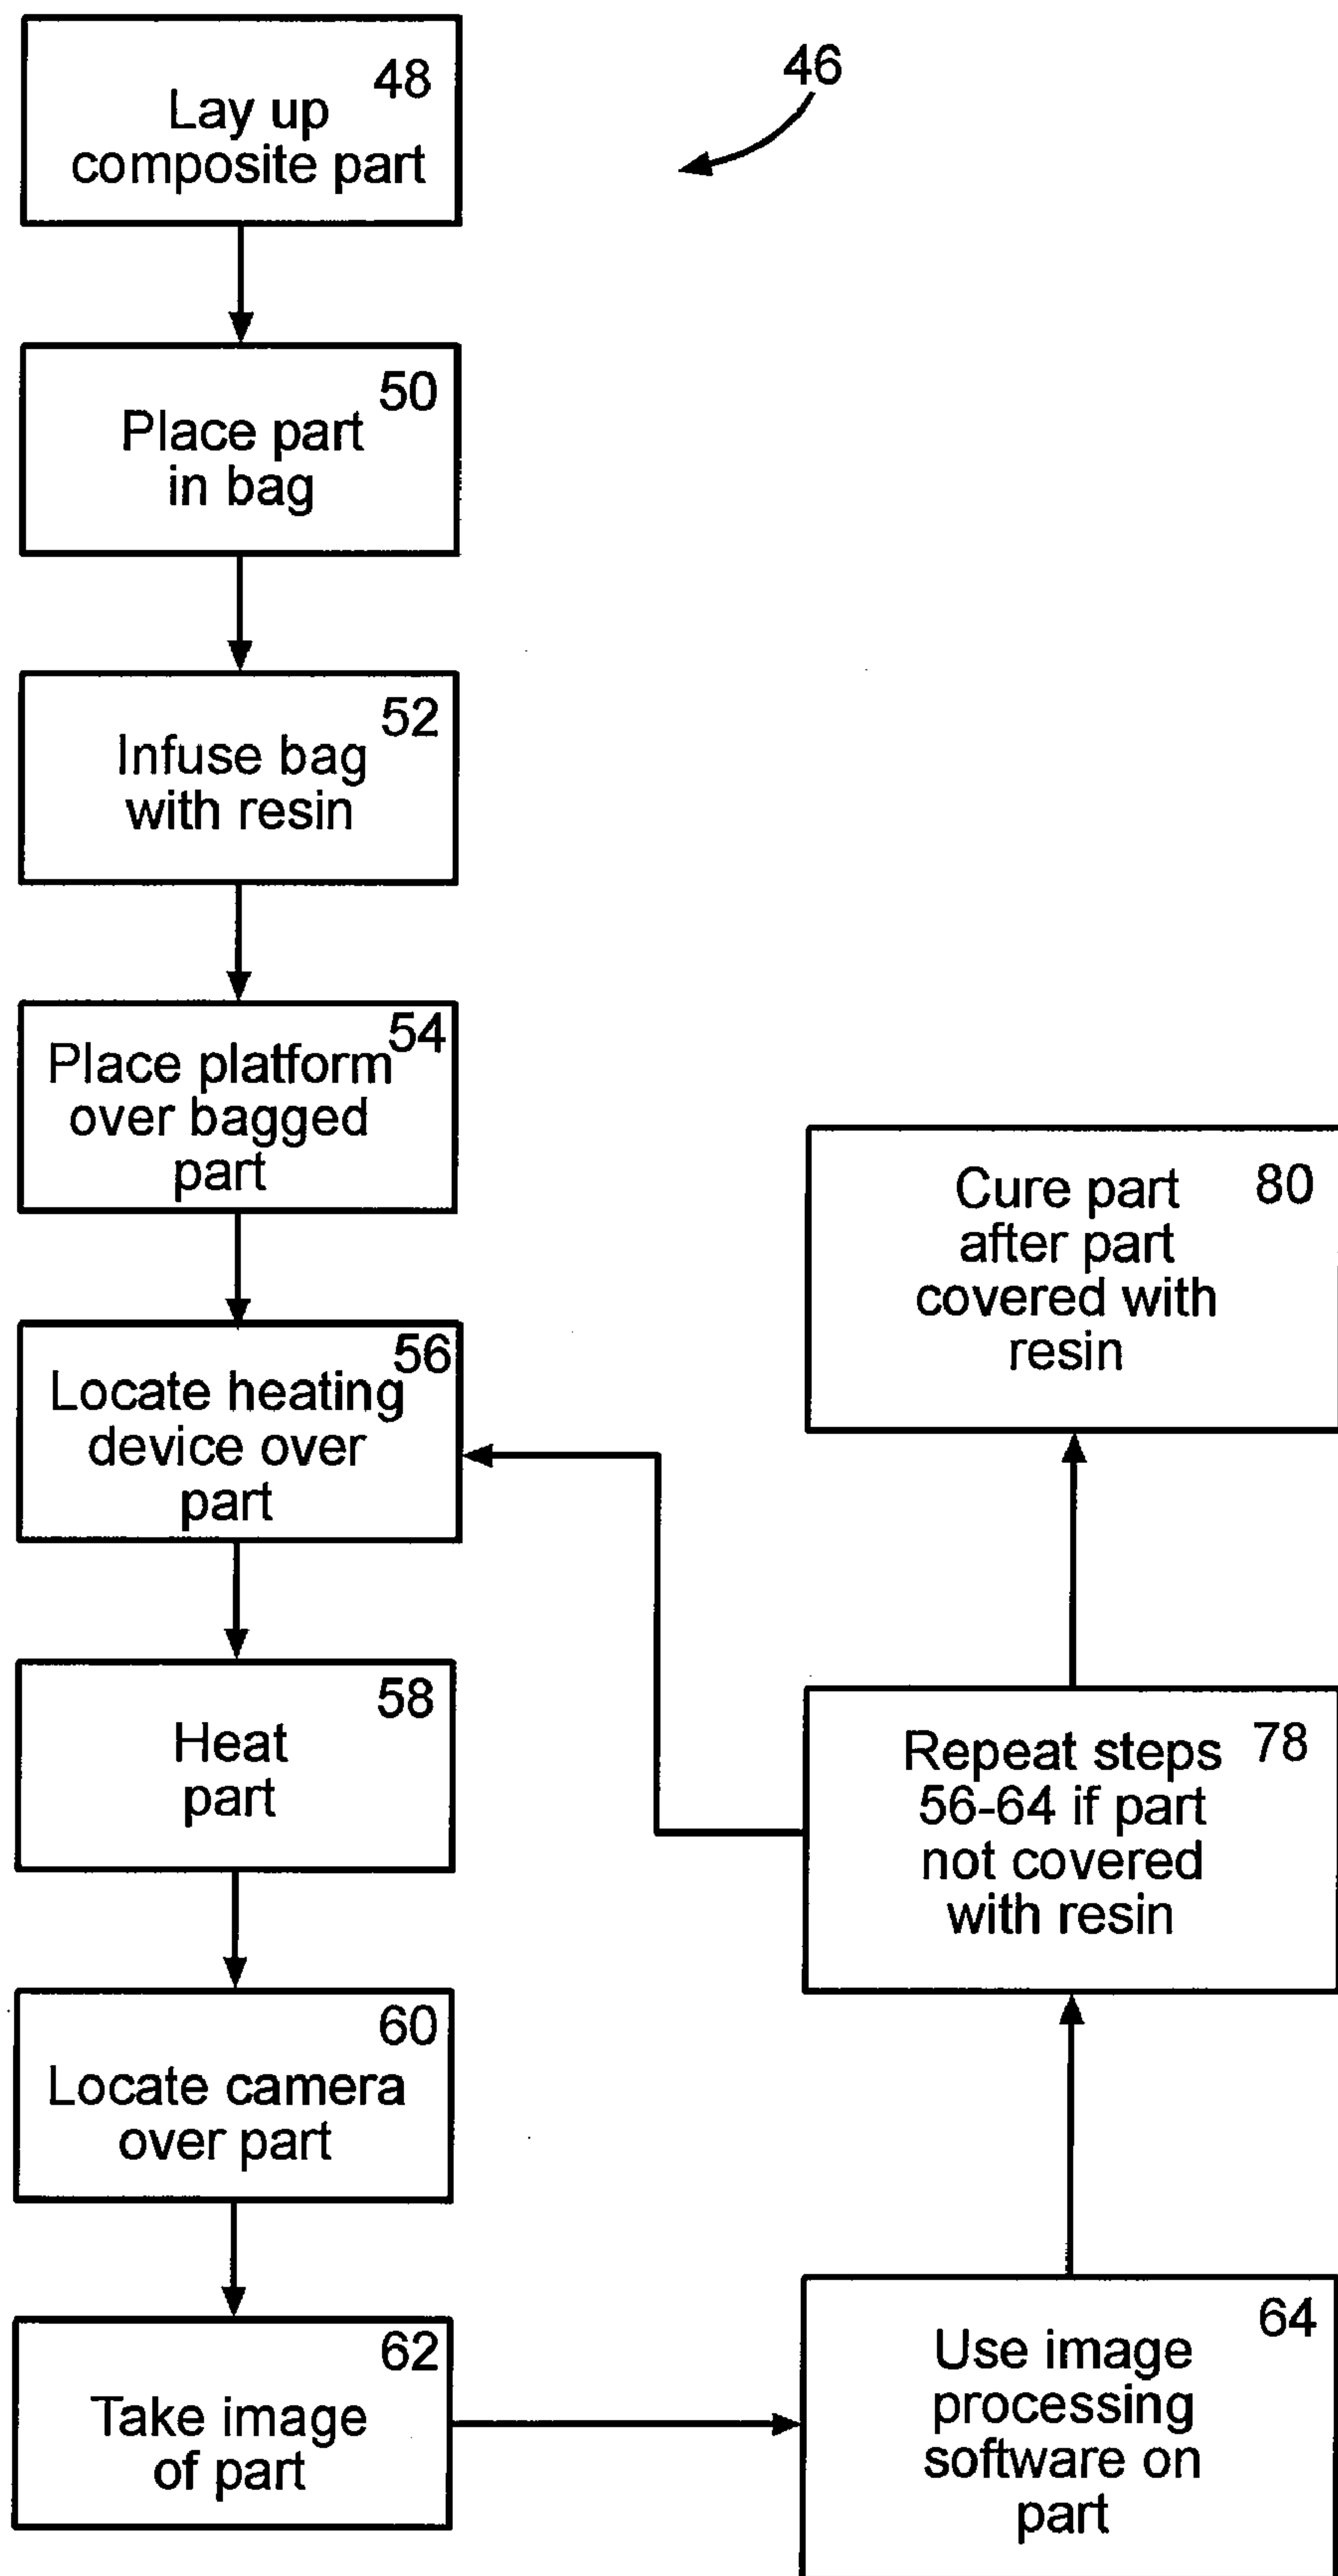 46
48
Lay up
composite part
50
Place part
in bag
52
Infuse bag
with resin
54
Place platform
over bagged
part
56
Locate heating
device over
part
58
Heat
part
60
Locate camera
over part
62
Take image
of part
64
Use image
processing
software on
part
78
Repeat steps
56-64 if part
not covered
with resin
80
Cure part
after part
covered with
resin